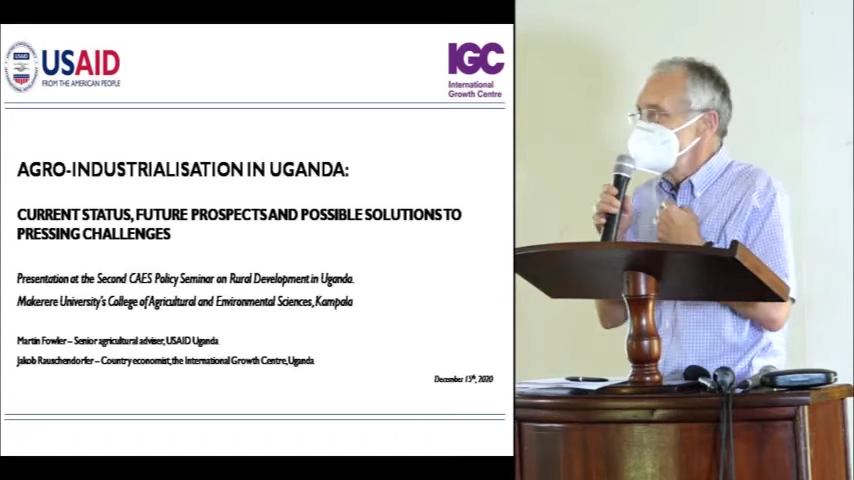 USAID
FROM THE AMERICAN PEOPLE
IGC
International
Growth Centre
AGRO-INDUSTRIALISATION IN UGANDA:
CURRENT STATUS, FUTURE PROSPECTS AND POSSIBLE SOLUTIONS TO
PRESSING CHALLENGES
Presentation at the Second CAES Policy Seminar on Rural Development in Uganda.
Makerere University's College of Agricultural and Environmental Sciences, Kampala
Martin Fowler – Senior agricultural adviser, USAID Uganda
Jakob Rauschendorfer – Country economist, the International Growth Centre, Uganda
December 15th, 2020